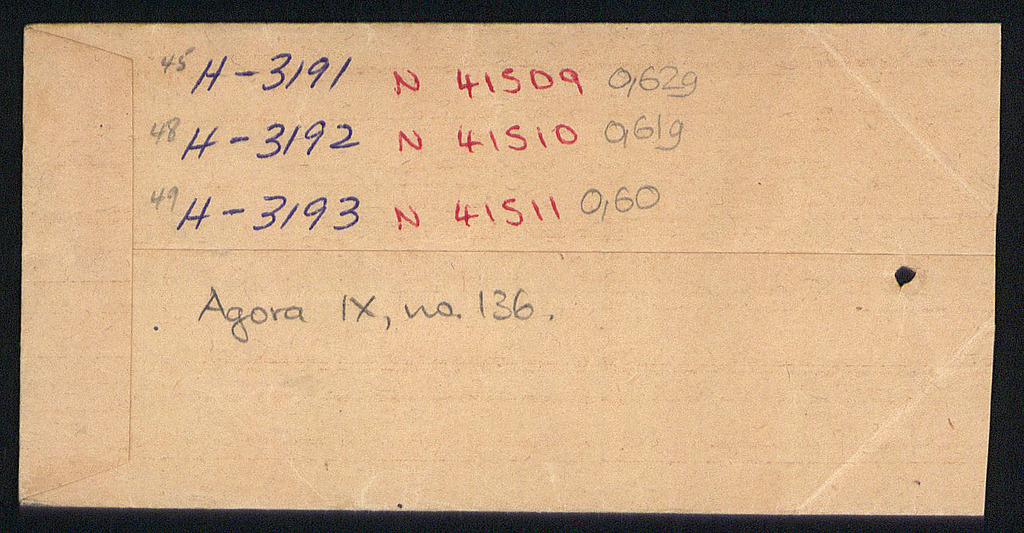 45 H-3191 N 41509 0,62g
48 H-3192 N 41510 0,61g
49 H-3193 N 41511 0,60
Agora IX, no. 136.